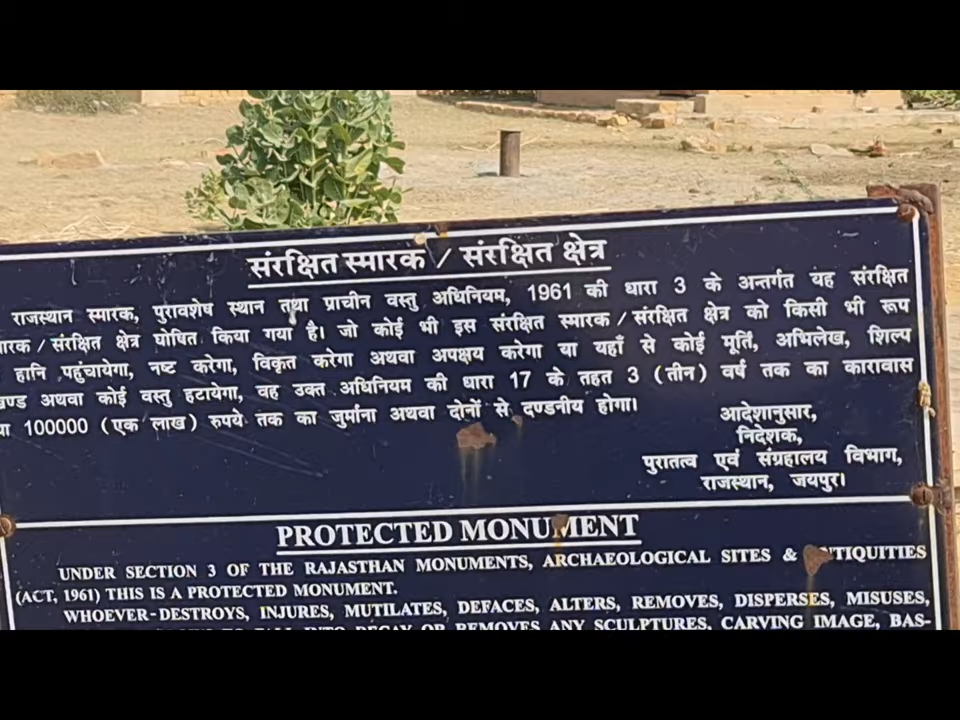 संरक्षित स्मारक / संरक्षित क्षेत्र
राजस्थान स्मारक, पुरावशेष स्थान तथा प्राचीन वस्तु अधिनियम, 1961 की धारा 3 के अन्तर्गत यह संरक्षित
/ संरक्षित क्षेत्र घोषित किया गया है। जो कोई भी इस संरक्षित स्मारक / संरक्षित क्षेत्र को किसी भी रूप
हानि पहुंचायेगा, नष्ट करेगा, विकृत करेगा अथवा अपक्षय करेगा या यहाँ से कोई मूर्ति, अभिलेख, शिल्प
अथवा कोई वस्तु हटायेगा, वह उक्त अधिनियम की धारा 17 के तहत 3 (तीन) वर्ष तक का कारावास
100000 (एक लाख) रुपये तक का जुर्माना अथवा दोनों से दण्डनीय होगा।
आदेशानुसार,
निदेशक,
पुरातत्व एवं संग्रहालय विभाग,
राजस्थान, जयपुर।
PROTECTED MONUMENT
UNDER SECTION 3 OF THE RAJASTHAN MONUMENTS, ARCHAEOLOGICAL SITES &
(ACT, 1961) THIS IS A PROTECTED MONUMENT.
WHOEVER-DESTROYS, INJURES, MUTILATES, DEFACES, ALTERS, REMOVES, DISPERSES, MISUSES,
INTO DECAY OR REMOVES ANY SCULPTURES, CARVING IMAGE, BAS-